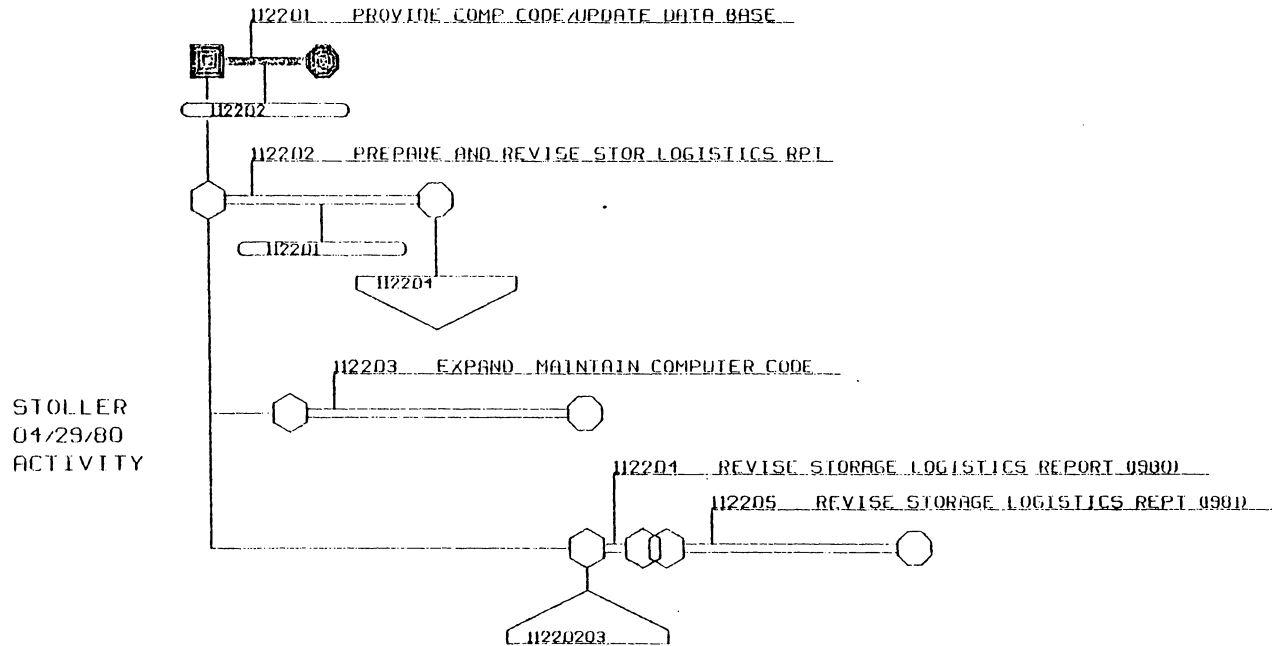 112201 PROVIDE COMP CODE/UPDATE DATA BASE
112202
112202 PREPARE AND REVISE STOR LOGISTICS RPT
112201
112204
112203 EXPAND MAINTAIN COMPUTER CODE
STOLLER
04/29/80
ACTIVITY
112204 REVISE STORAGE LOGISTICS REPORT (1980)
112205 REVISE STORAGE LOGISTICS REPT (1981)
11220203